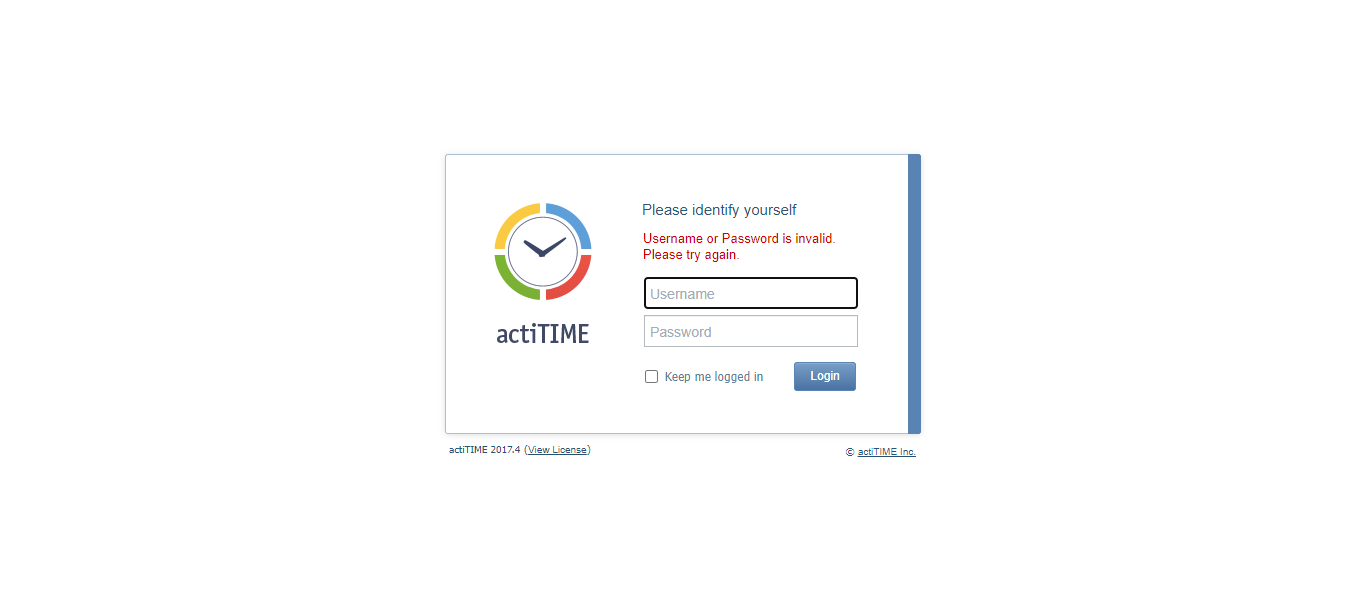 Please identify yourself
Username or Password is invalid.
Please try again.
Username
Password
actiTIME
Keep me logged in
Login
actiTIME 2017.4 (View License)
© actiTIME Inc.